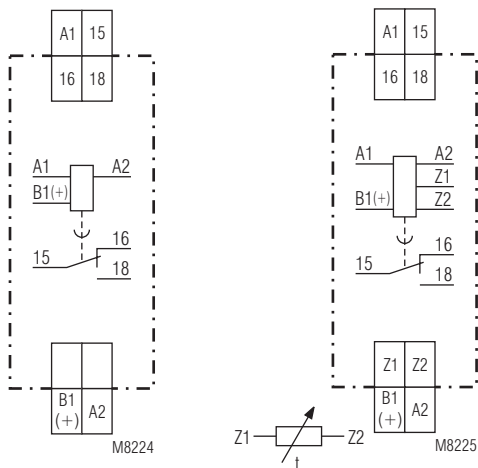 A1 15
16 18
A1 A2
B1(+)
16
15
18
B1 (+) A2
M8224
A1 15
16 18
A1 A2
Z1
B1(+) Z2
16
15
18
Z1 Z2
B1 (+) A2
Z1 Z2
t
M8225